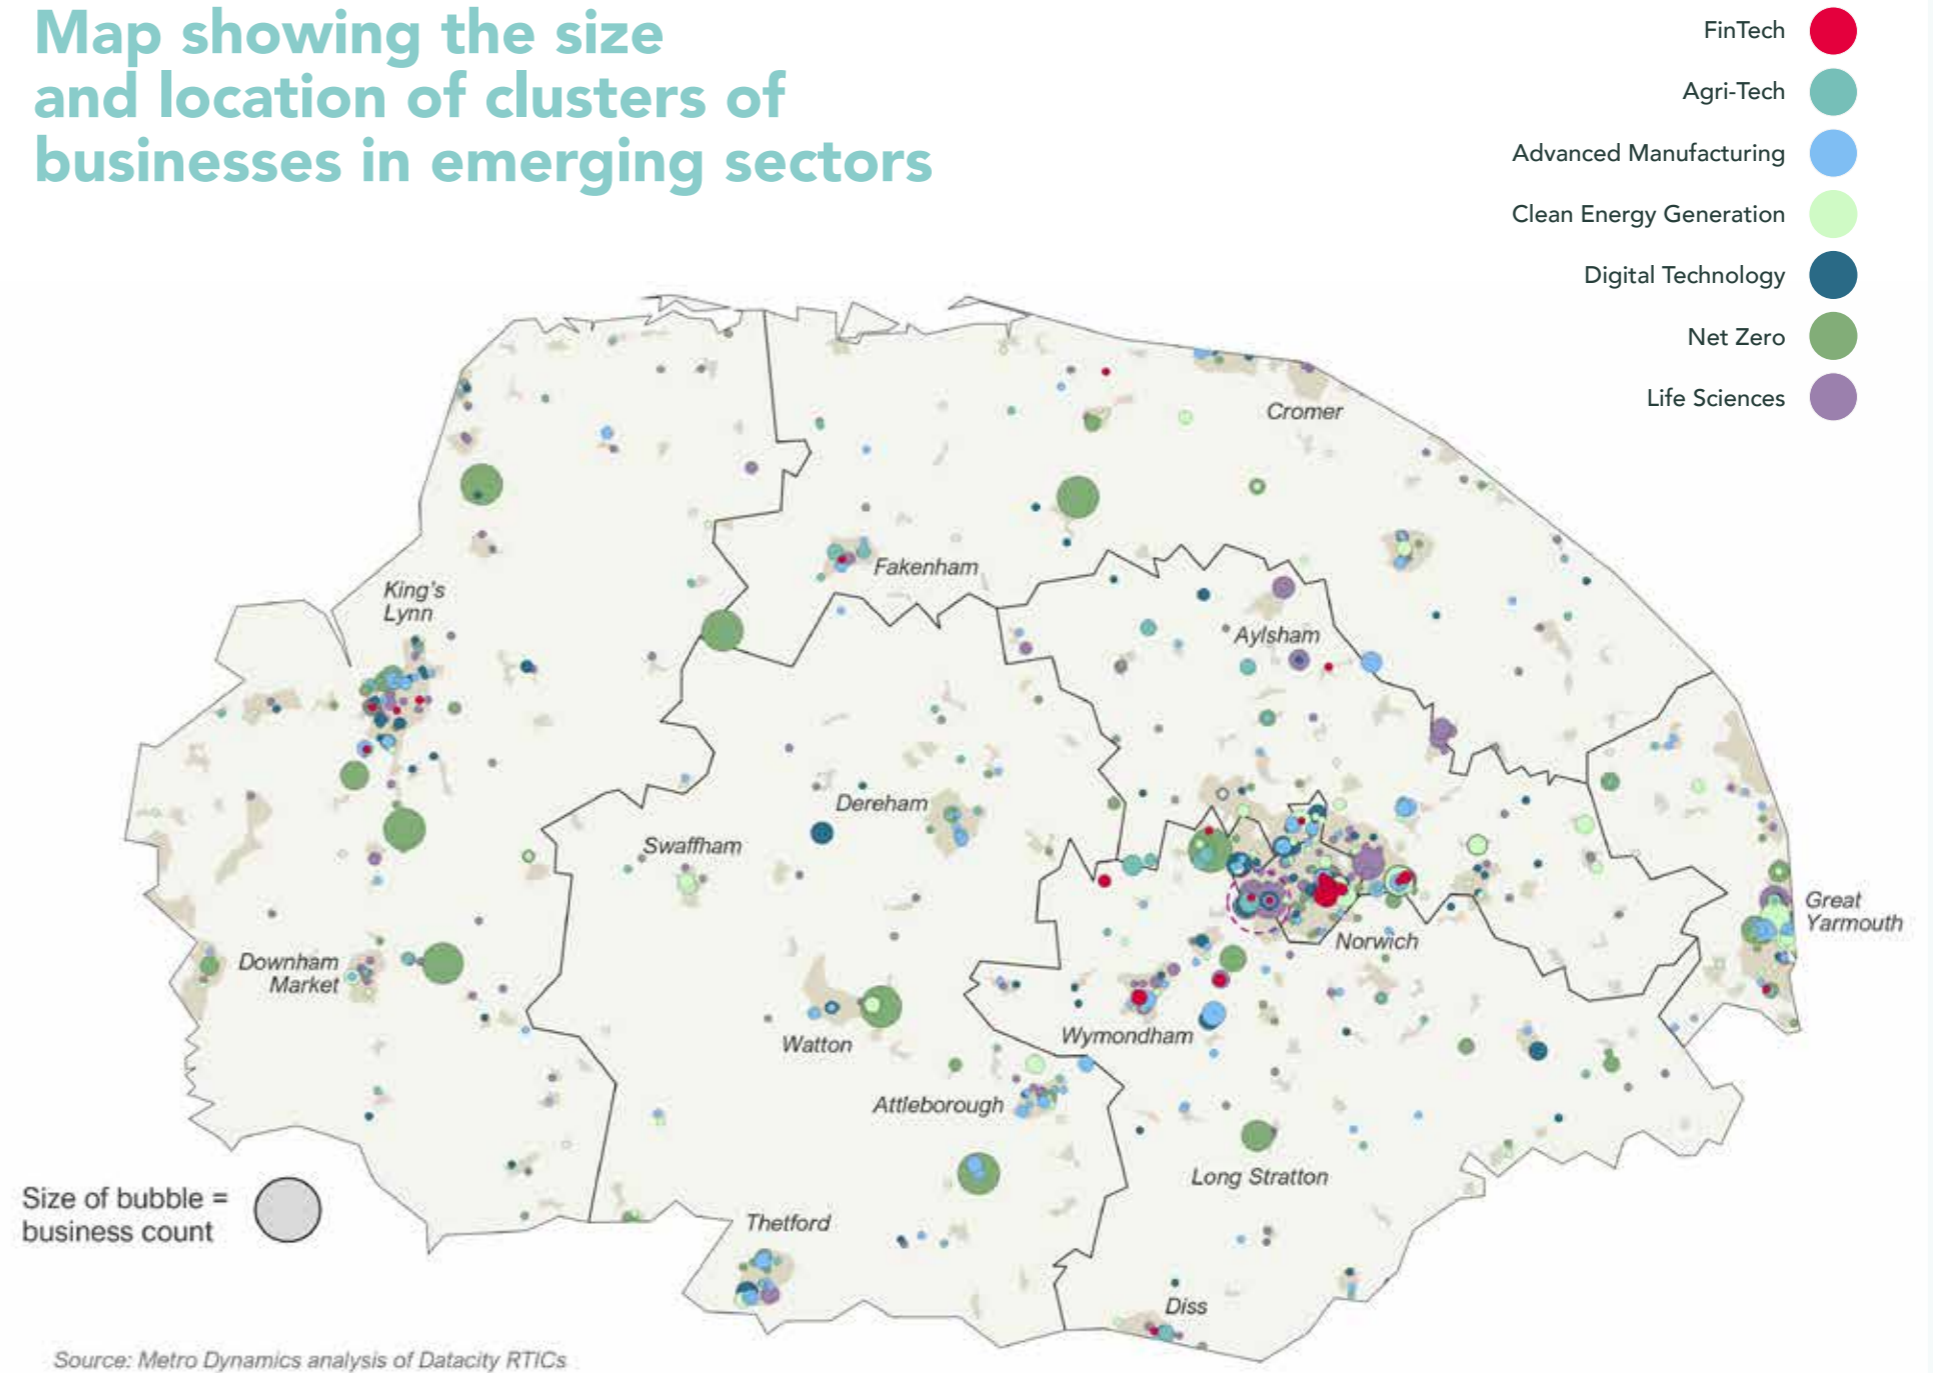 Map showing the size
and location of clusters of
businesses in emerging sectors
FinTech
Agri-Tech
Advanced Manufacturing
Clean Energy Generation
Digital Technology
Net Zero
Life Sciences
Cromer
Fakenham
King's
Lynn
Aylsham
Dereham
Swaffham
Great
Yarmouth
Norwich
Downham
Market
Wymondham
Watton
Attleborough
Long Stratton
Size of bubble =
business count
Thetford
Diss
Source: Metro Dynamics analysis of Datacity RTICs